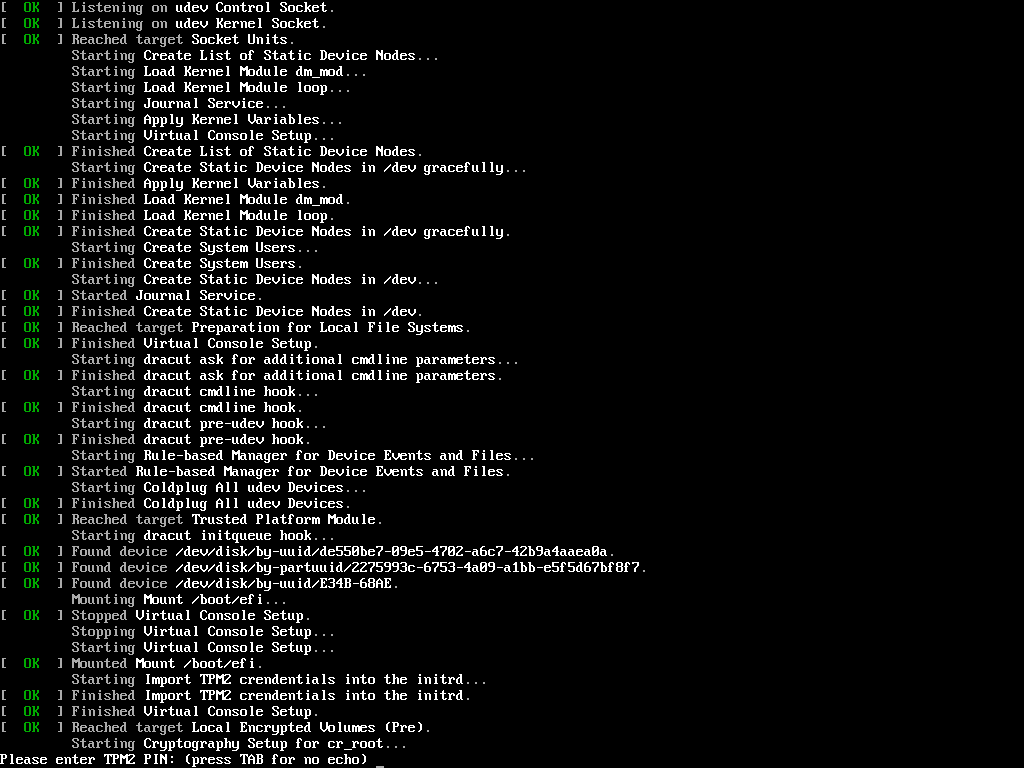 [  OK  ] Listening on udev Control Socket.
[  OK  ] Listening on udev Kernel Socket.
[  OK  ] Reached target Socket Units.
         Starting Create List of Static Device Nodes...
         Starting Load Kernel Module dm_mod...
         Starting Load Kernel Module loop...
         Starting Journal Service...
         Starting Apply Kernel Variables...
         Starting Virtual Console Setup...
[  OK  ] Finished Create List of Static Device Nodes.
         Starting Create Static Device Nodes in /dev gracefully...
[  OK  ] Finished Apply Kernel Variables.
[  OK  ] Finished Load Kernel Module dm_mod.
[  OK  ] Finished Load Kernel Module loop.
[  OK  ] Finished Create Static Device Nodes in /dev gracefully.
         Starting Create System Users...
[  OK  ] Finished Create System Users.
         Starting Create Static Device Nodes in /dev...
[  OK  ] Started Journal Service.
[  OK  ] Finished Create Static Device Nodes in /dev.
[  OK  ] Reached target Preparation for Local File Systems.
[  OK  ] Finished Virtual Console Setup.
         Starting dracut ask for additional cmdline parameters...
[  OK  ] Finished dracut ask for additional cmdline parameters.
         Starting dracut cmdline hook...
[  OK  ] Finished dracut cmdline hook.
         Starting dracut pre-udev hook...
[  OK  ] Finished dracut pre-udev hook.
         Starting Rule-based Manager for Device Events and Files...
[  OK  ] Started Rule-based Manager for Device Events and Files.
         Starting Coldplug All udev Devices...
[  OK  ] Finished Coldplug All udev Devices.
[  OK  ] Reached target Trusted Platform Module.
         Starting dracut initqueue hook...
[  OK  ] Found device /dev/disk/by-uuid/de550be7-09e5-4702-a6c7-42b9a4aaea0a.
[  OK  ] Found device /dev/disk/by-partuuid/2275993c-6753-4a09-a1bb-e5f5d67bf8f7.
[  OK  ] Found device /dev/disk/by-uuid/E34B-68AE.
         Mounting Mount /boot/efi...
[  OK  ] Stopped Virtual Console Setup.
         Stopping Virtual Console Setup...
         Starting Virtual Console Setup...
[  OK  ] Mounted Mount /boot/efi.
         Starting Import TPM2 crendentials into the initrd...
[  OK  ] Finished Import TPM2 crendentials into the initrd.
[  OK  ] Finished Virtual Console Setup.
[  OK  ] Reached target Local Encrypted Volumes (Pre).
         Starting Cryptography Setup for cr_root...
Please enter TPM2 PIN: (press TAB for no echo) _